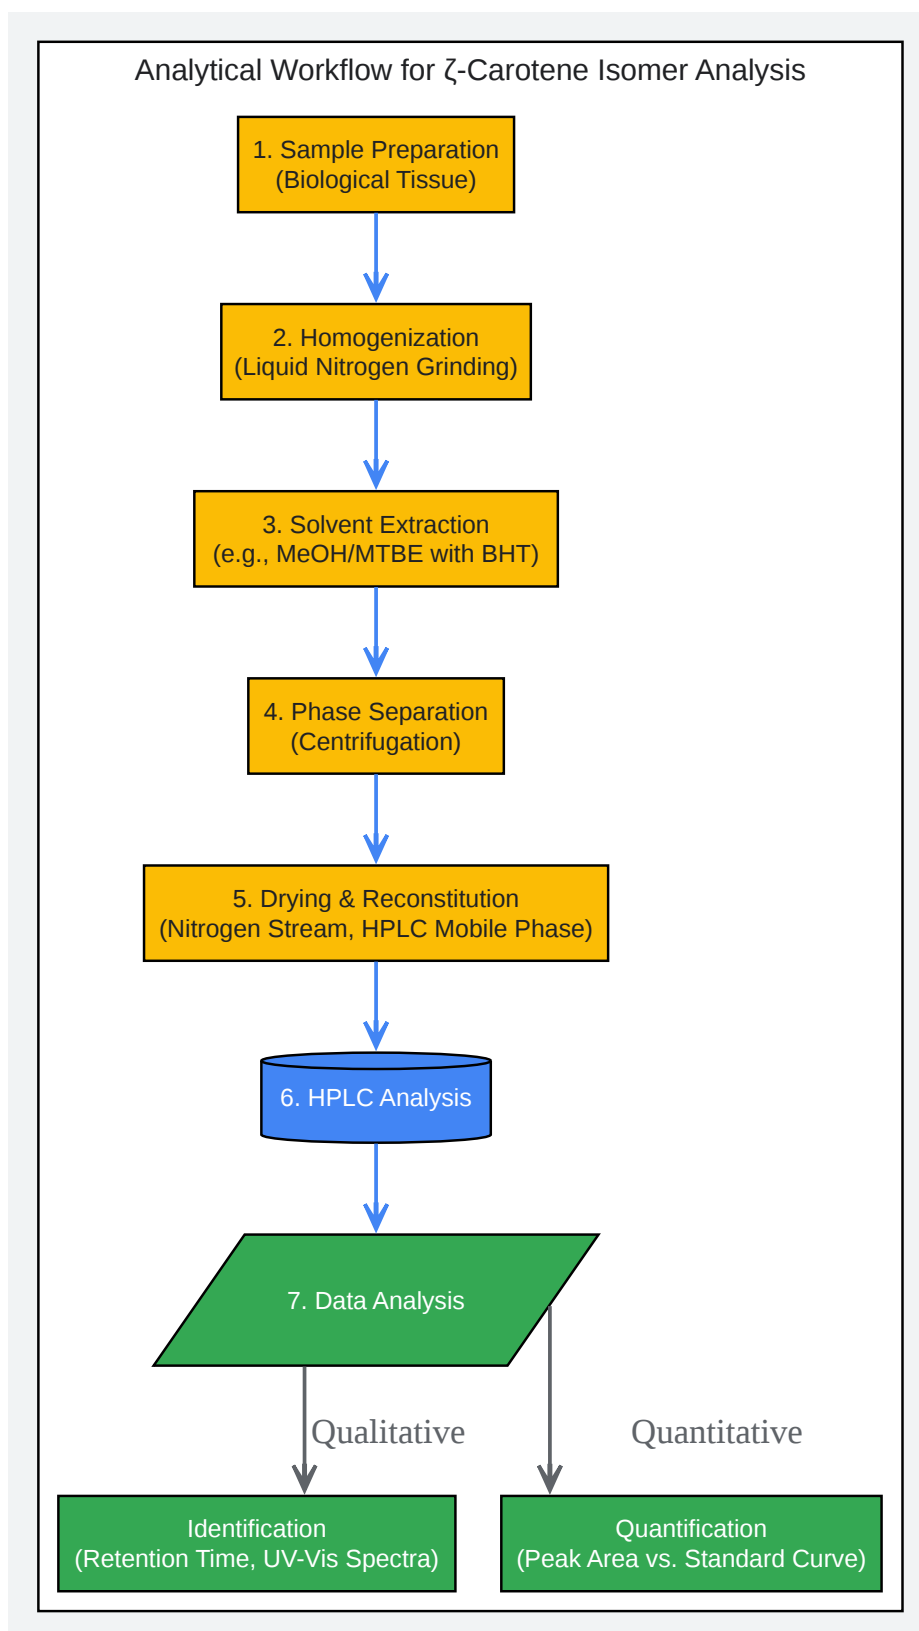 Analytical Workflow for ζ-Carotene Isomer Analysis
1. Sample Preparation
(Biological Tissue)
2. Homogenization
(Liquid Nitrogen Grinding)
3. Solvent Extraction
(e.g., MeOH/MTBE with BHT)
4. Phase Separation
(Centrifugation)
5. Drying & Reconstitution
(Nitrogen Stream, HPLC Mobile Phase)
6. HPLC Analysis
7. Data Analysis
Qualitative
Quantitative
Identification
(Retention Time, UV-Vis Spectra)
Quantification
(Peak Area vs. Standard Curve)